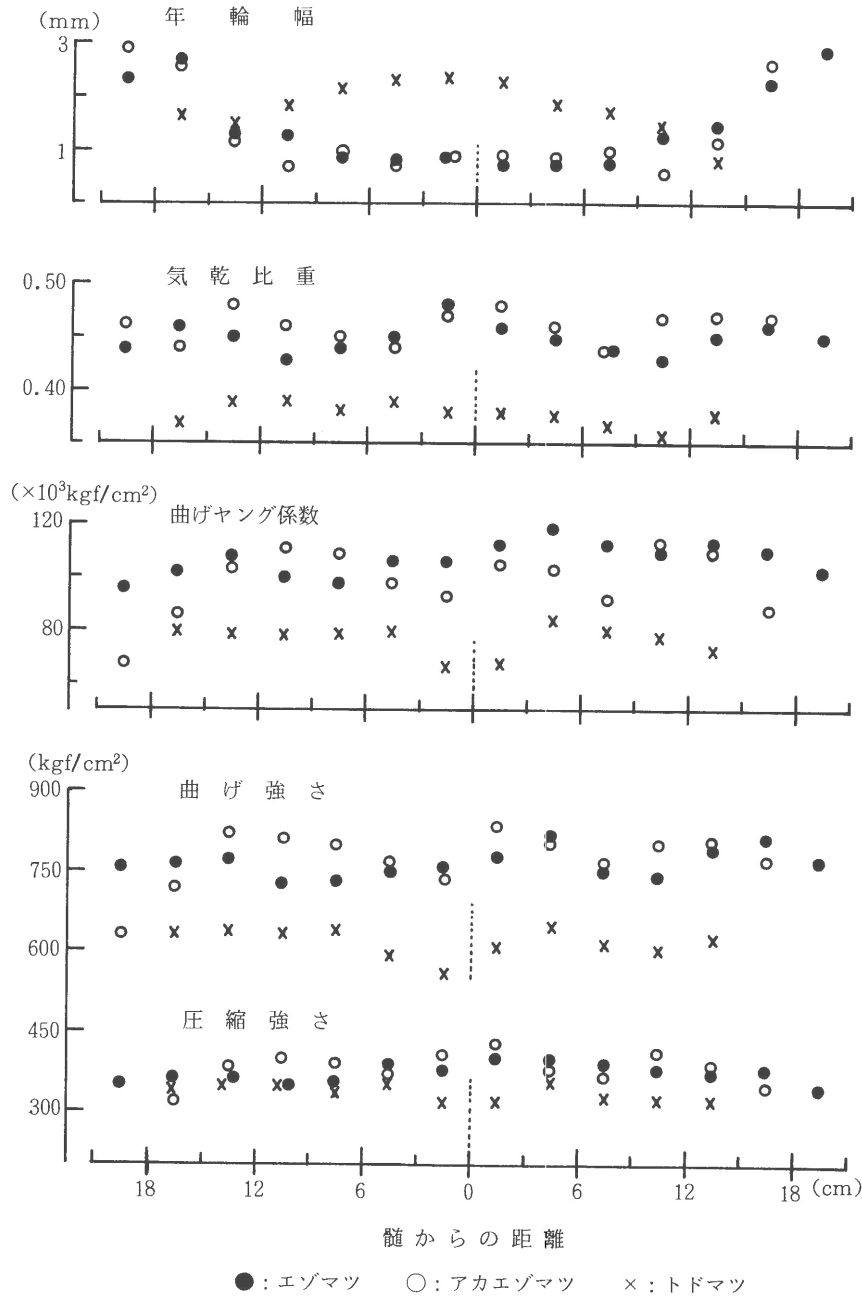 年輪幅
(mm)
3
1
気乾比重
0.50
0.40
(×10³kgf/cm²)
曲げヤング係数
120
80
(kgf/cm²)
曲げ強さ
900
750
600
圧縮強さ
450
300
18 12 6 0 6 12 18 (cm)
髄からの距離
●：エゾマツ ○：アカエゾマツ ×：トドマツ